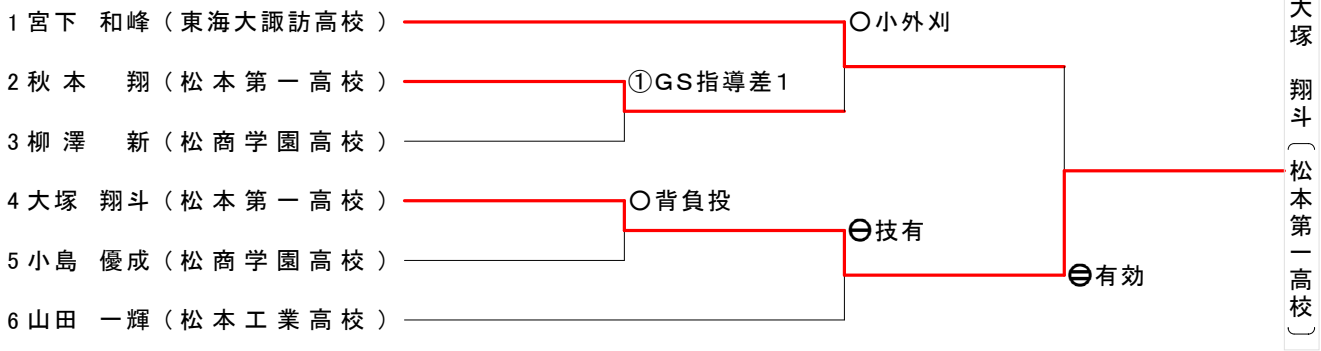 1 宮下 和峰 (東海大諏訪高校)
○小外刈
2 秋本 翔 (松本第一高校)
①GS指導差1
3 柳澤 新 (松商学園高校)
4 大塚 翔斗 (松本第一高校)
○背負投
⊖技有
5 小島 優成 (松商学園高校)
有効
6 山田 一輝 (松本工業高校)
大塚 翔斗 (松本第一高校)